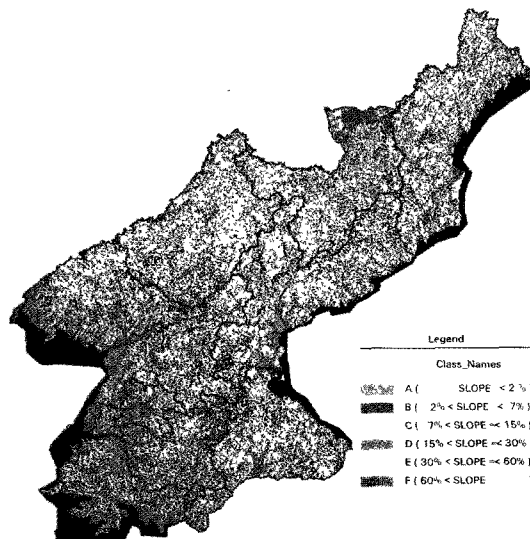 Legend
Class_Names
A ( SLOPE < 2 %
B ( 2% < SLOPE < 7% )
C ( 7% < SLOPE =< 15% )
D ( 15% < SLOPE =< 30%
E ( 30% < SLOPE =< 60% )
F ( 60% < SLOPE